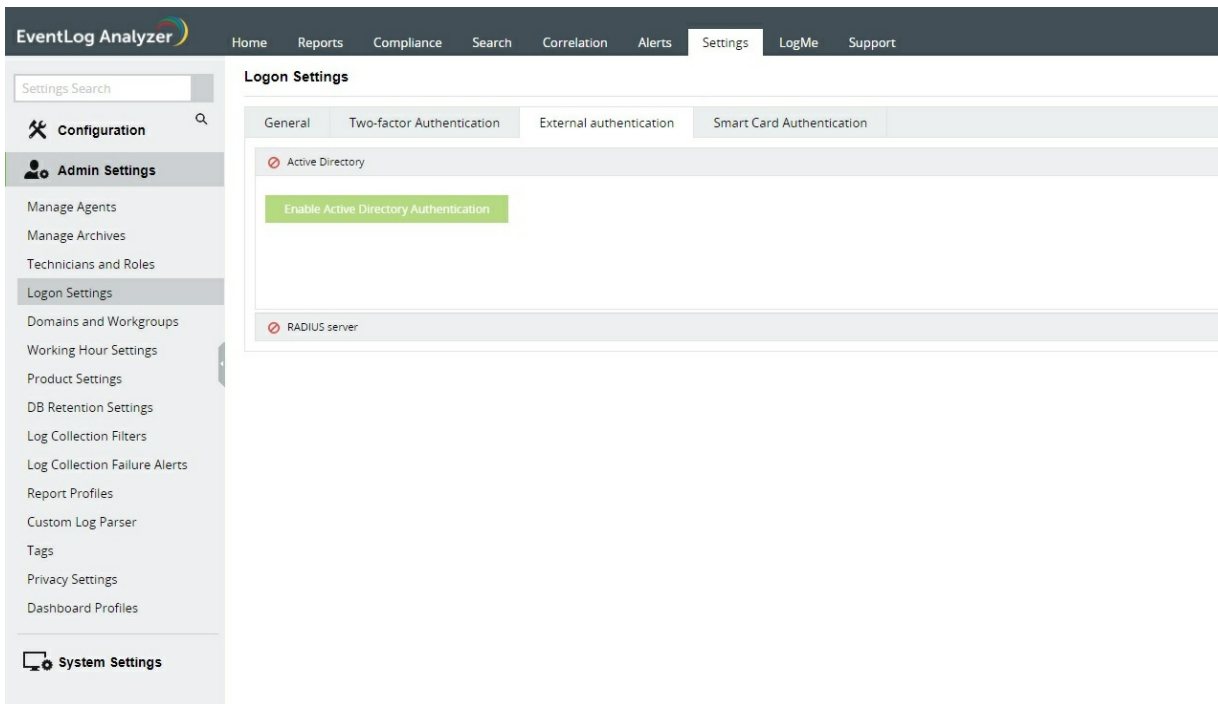 EventLog Analyzer
Home Reports Compliance Search Correlation Alerts Settings LogMe Support
Settings Search
Configuration
Admin Settings
Manage Agents
Manage Archives
Technicians and Roles
Logon Settings
Domains and Workgroups
Working Hour Settings
Product Settings
DB Retention Settings
Log Collection Filters
Log Collection Failure Alerts
Report Profiles
Custom Log Parser
Tags
Privacy Settings
Dashboard Profiles
System Settings
Logon Settings
General Two-factor Authentication External authentication Smart Card Authentication
Active Directory
Enable Active Directory Authentication
RADIUS server